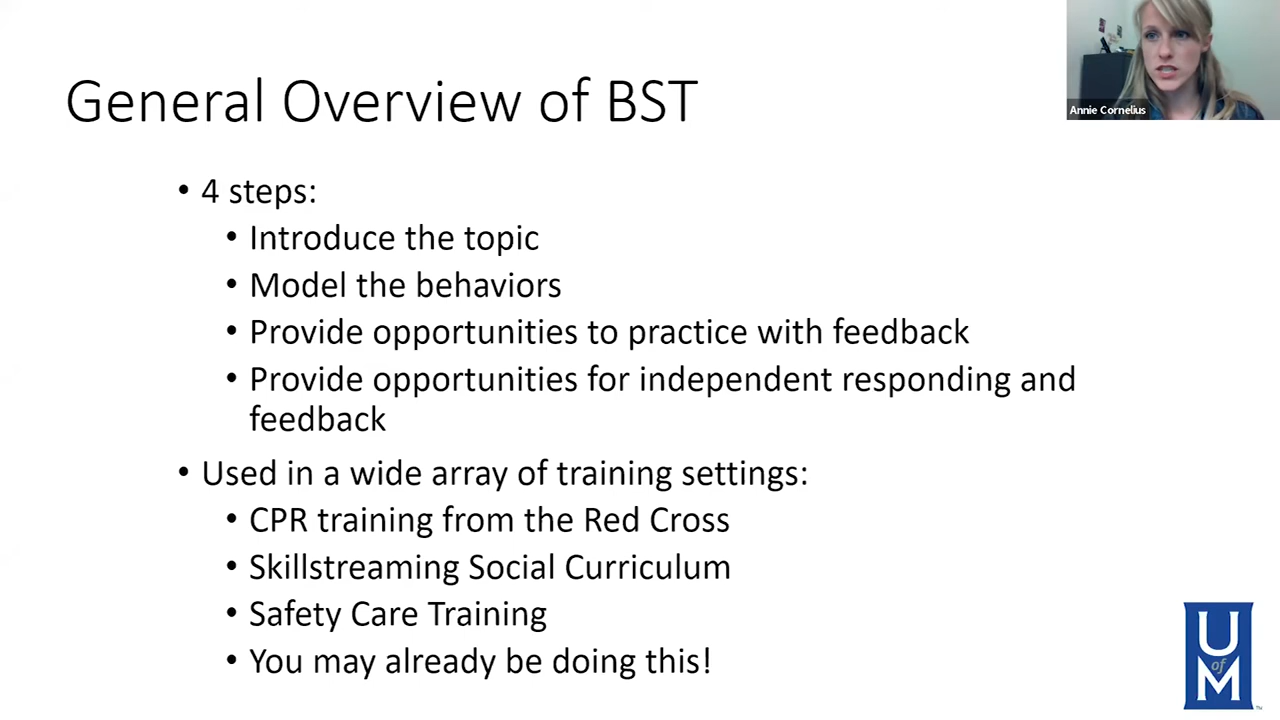 General Overview of BST
Annie Cornelius
• 4 steps:
• Introduce the topic
• Model the behaviors
• Provide opportunities to practice with feedback
• Provide opportunities for independent responding and
feedback
• Used in a wide array of training settings:
• CPR training from the Red Cross
• Skillstreaming Social Curriculum
• Safety Care Training
• You may already be doing this!
U
of
M
™